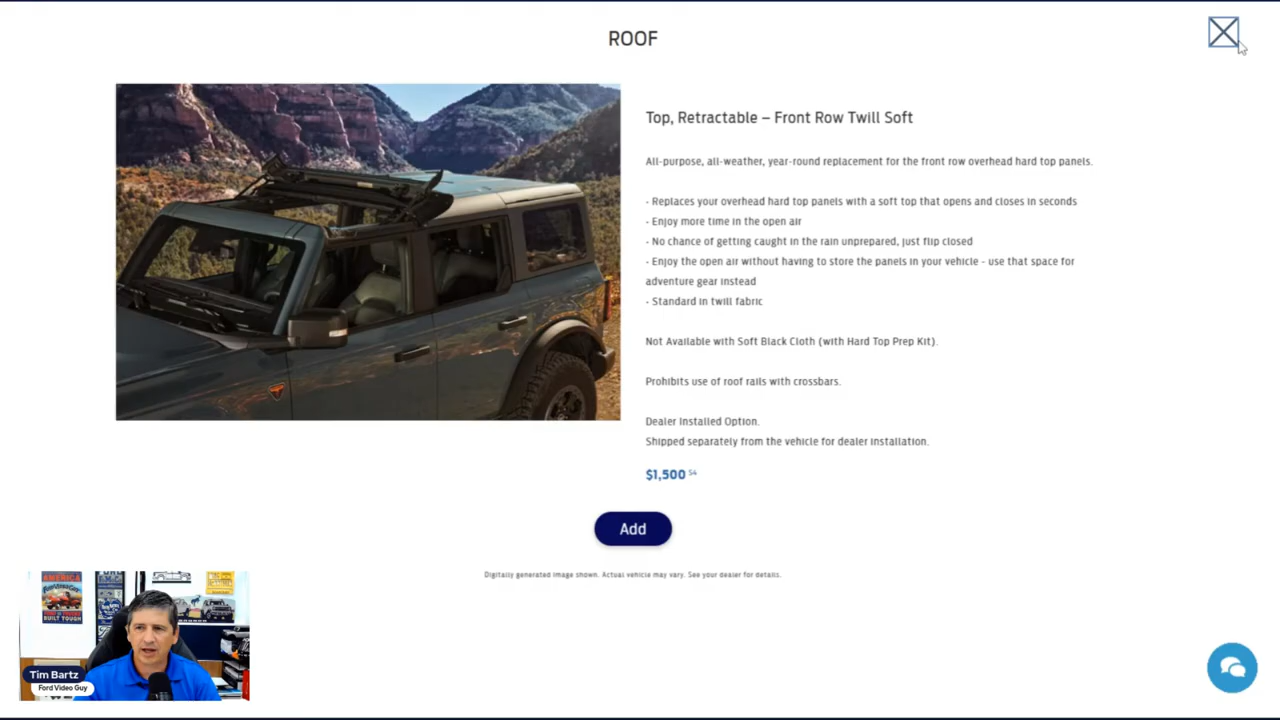 ROOF
Top, Retractable – Front Row Twill Soft
All-purpose, all-weather, year-round replacement for the front row overhead hard top panels.
- Replaces your overhead hard top panels with a soft top that opens and closes in seconds
- Enjoy more time in the open air
- No chance of getting caught in the rain unprepared, just flip closed
- Enjoy the open air without having to store the panels in your vehicle - use that space for
adventure gear instead
- Standard in twill fabric
Not Available with Soft Black Cloth (with Hard Top Prep Kit).
Prohibits use of roof rails with crossbars.
Dealer Installed Option.
Shipped separately from the vehicle for dealer installation.
$1,500 54
Add
Digitally generated image shown. Actual vehicle may vary. See your dealer for details.
AMERICA
BUILT TOUGH
Tim Bartz
Ford Video Guy